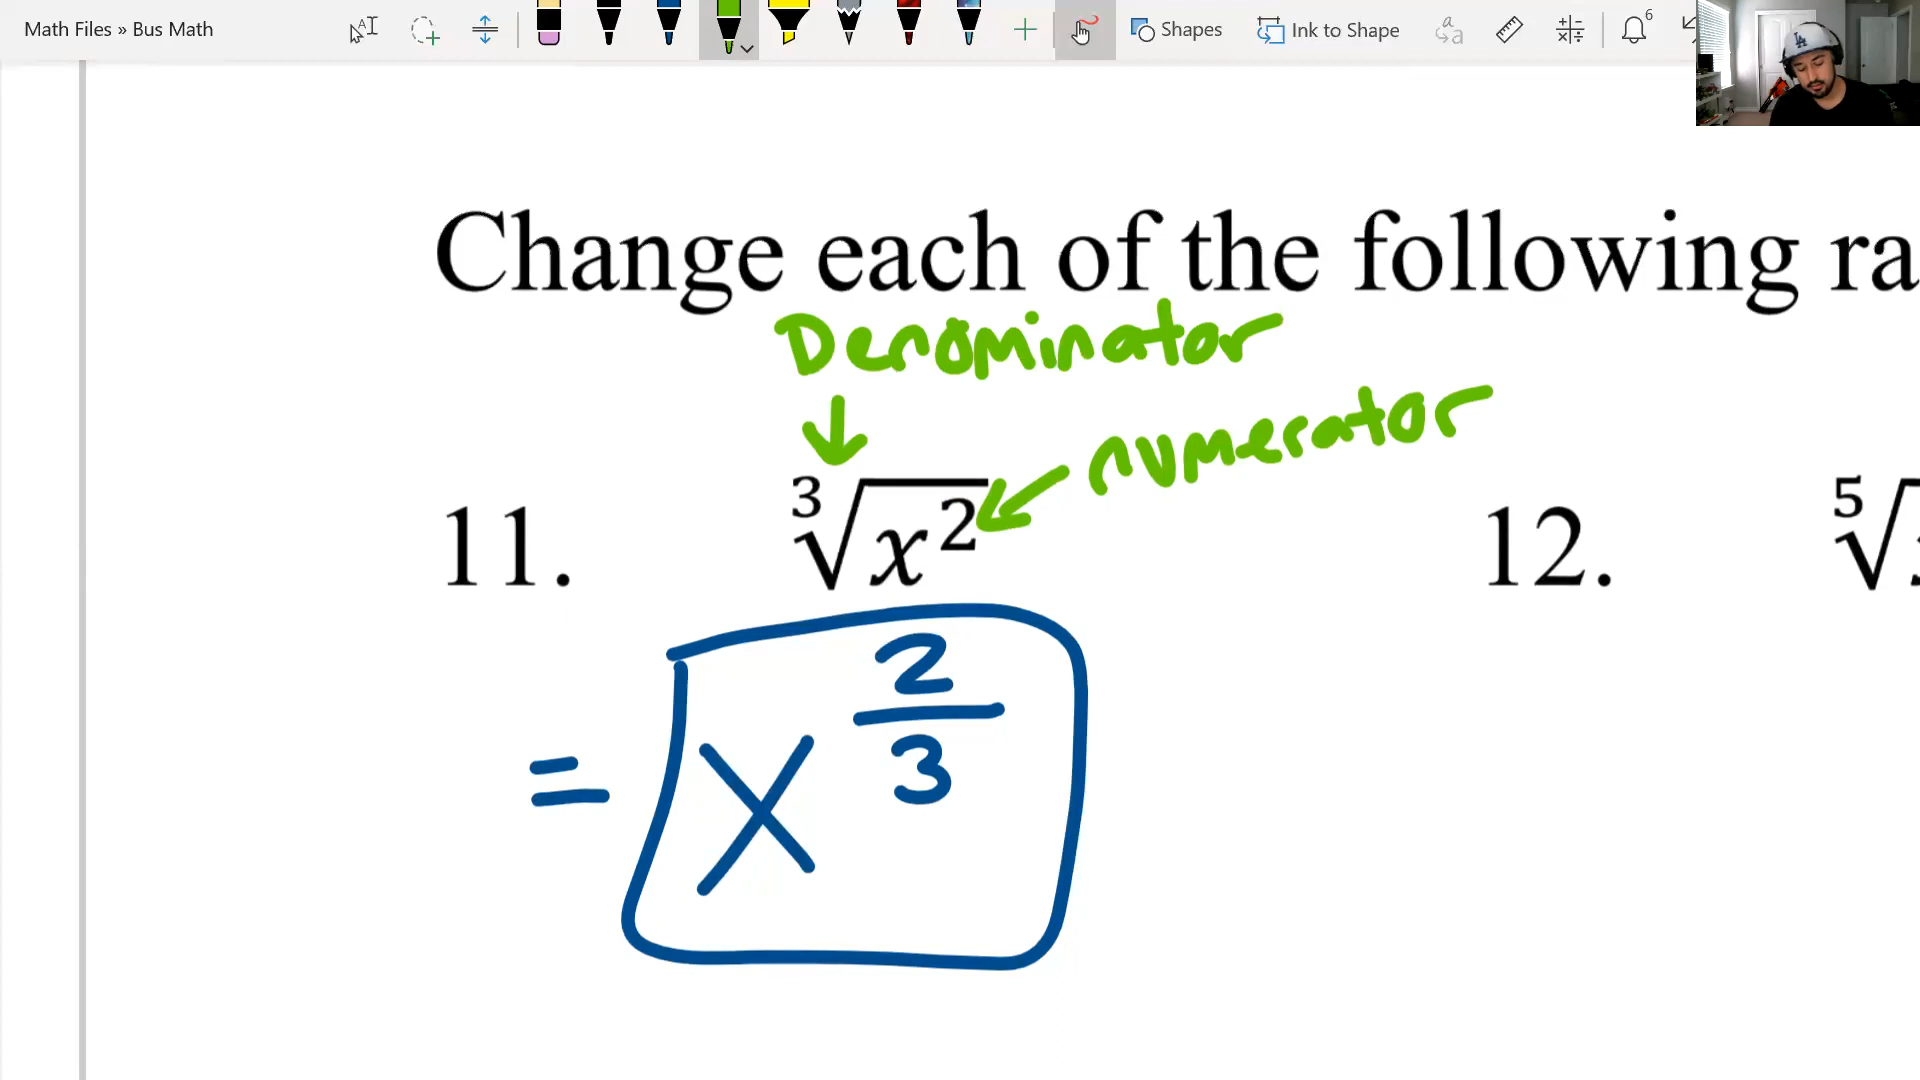 Math Files » Bus Math
Shapes
Ink to Shape
6
Change each of the following ra
Denominator
numerator
11. ∛x² 12. ⁵√
= x^(2/3)